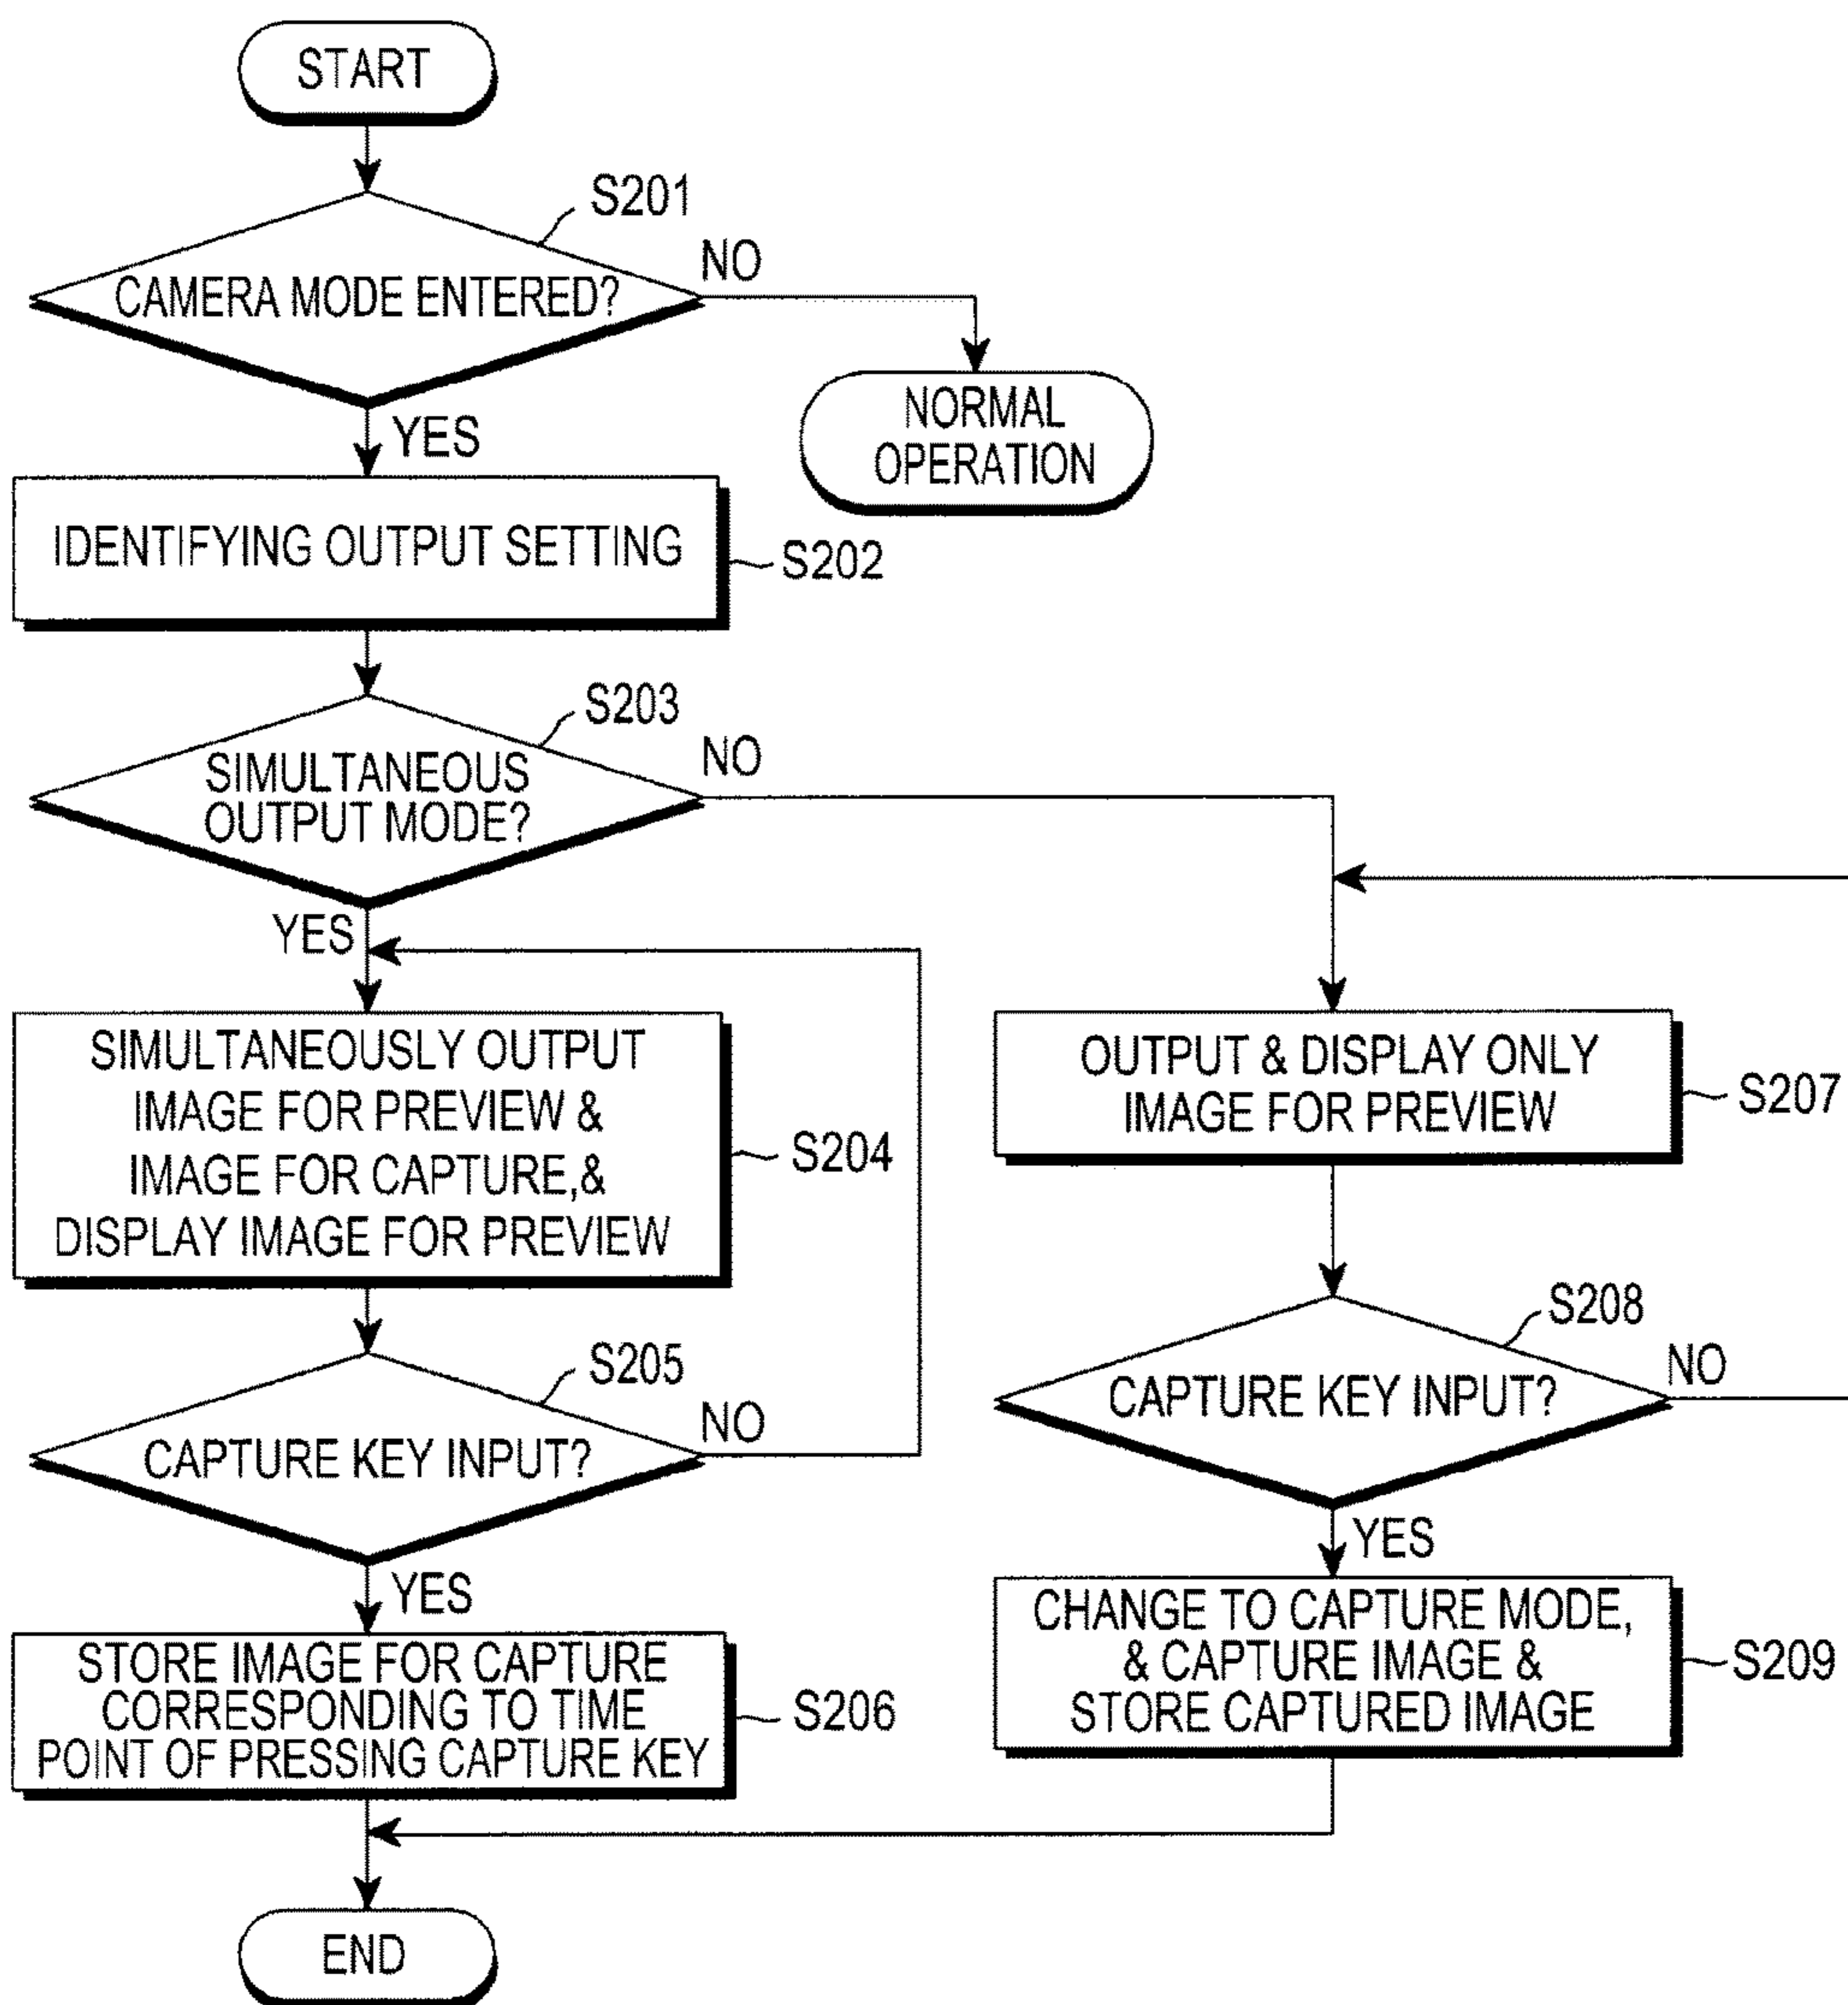 START
S201
CAMERA MODE ENTERED?
NO
NORMAL
OPERATION
YES
IDENTIFYING OUTPUT SETTING
S202
S203
SIMULTANEOUS
OUTPUT MODE?
NO
YES
SIMULTANEOUSLY OUTPUT
IMAGE FOR PREVIEW &
IMAGE FOR CAPTURE,&
DISPLAY IMAGE FOR PREVIEW
S204
S205
CAPTURE KEY INPUT?
NO
YES
STORE IMAGE FOR CAPTURE
CORRESPONDING TO TIME
POINT OF PRESSING CAPTURE KEY
S206
OUTPUT & DISPLAY ONLY
IMAGE FOR PREVIEW
S207
S208
CAPTURE KEY INPUT?
NO
YES
CHANGE TO CAPTURE MODE,
& CAPTURE IMAGE &
STORE CAPTURED IMAGE
S209
END